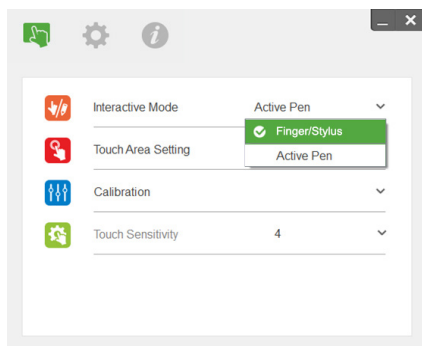 Interactive Mode Active Pen
Finger/Stylus
Touch Area Setting
Active Pen
Calibration
Touch Sensitivity 4